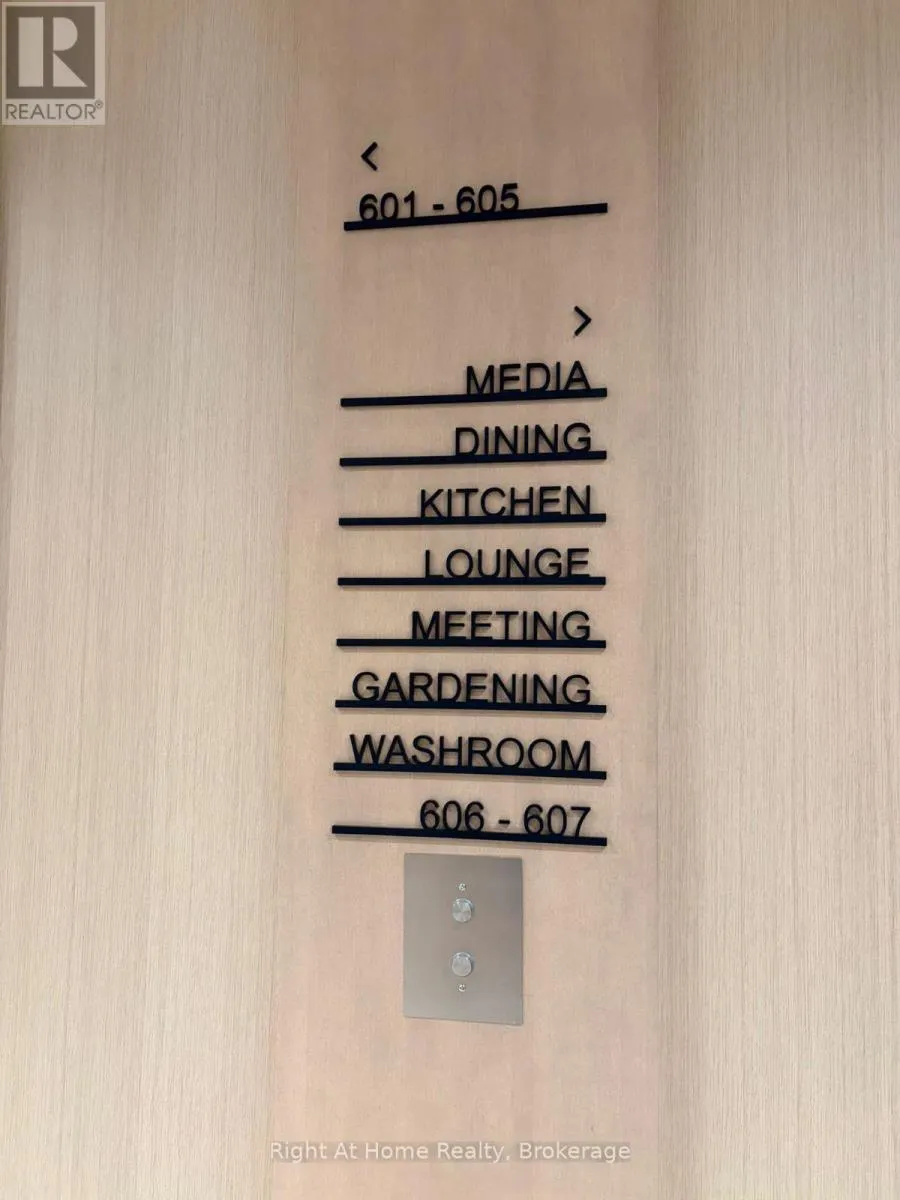 R
REALTOR®
<
601 - 605
>
MEDIA
DINING
KITCHEN
LOUNGE
MEETING
GARDENING
WASHROOM
606 - 607
Right At Home Realty, Brokerage